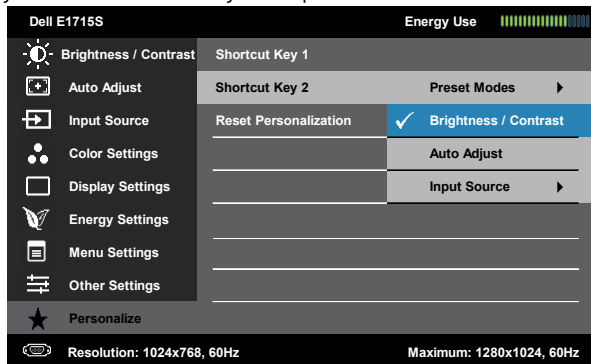 Dell E1715S Energy Use
Brightness / Contrast Shortcut Key 1
Auto Adjust Shortcut Key 2 Preset Modes
Input Source Reset Personalization Brightness / Contrast
Color Settings Auto Adjust
Display Settings Input Source
Energy Settings
Menu Settings
Other Settings
Personalize
Resolution: 1024x768, 60Hz Maximum: 1280x1024, 60Hz